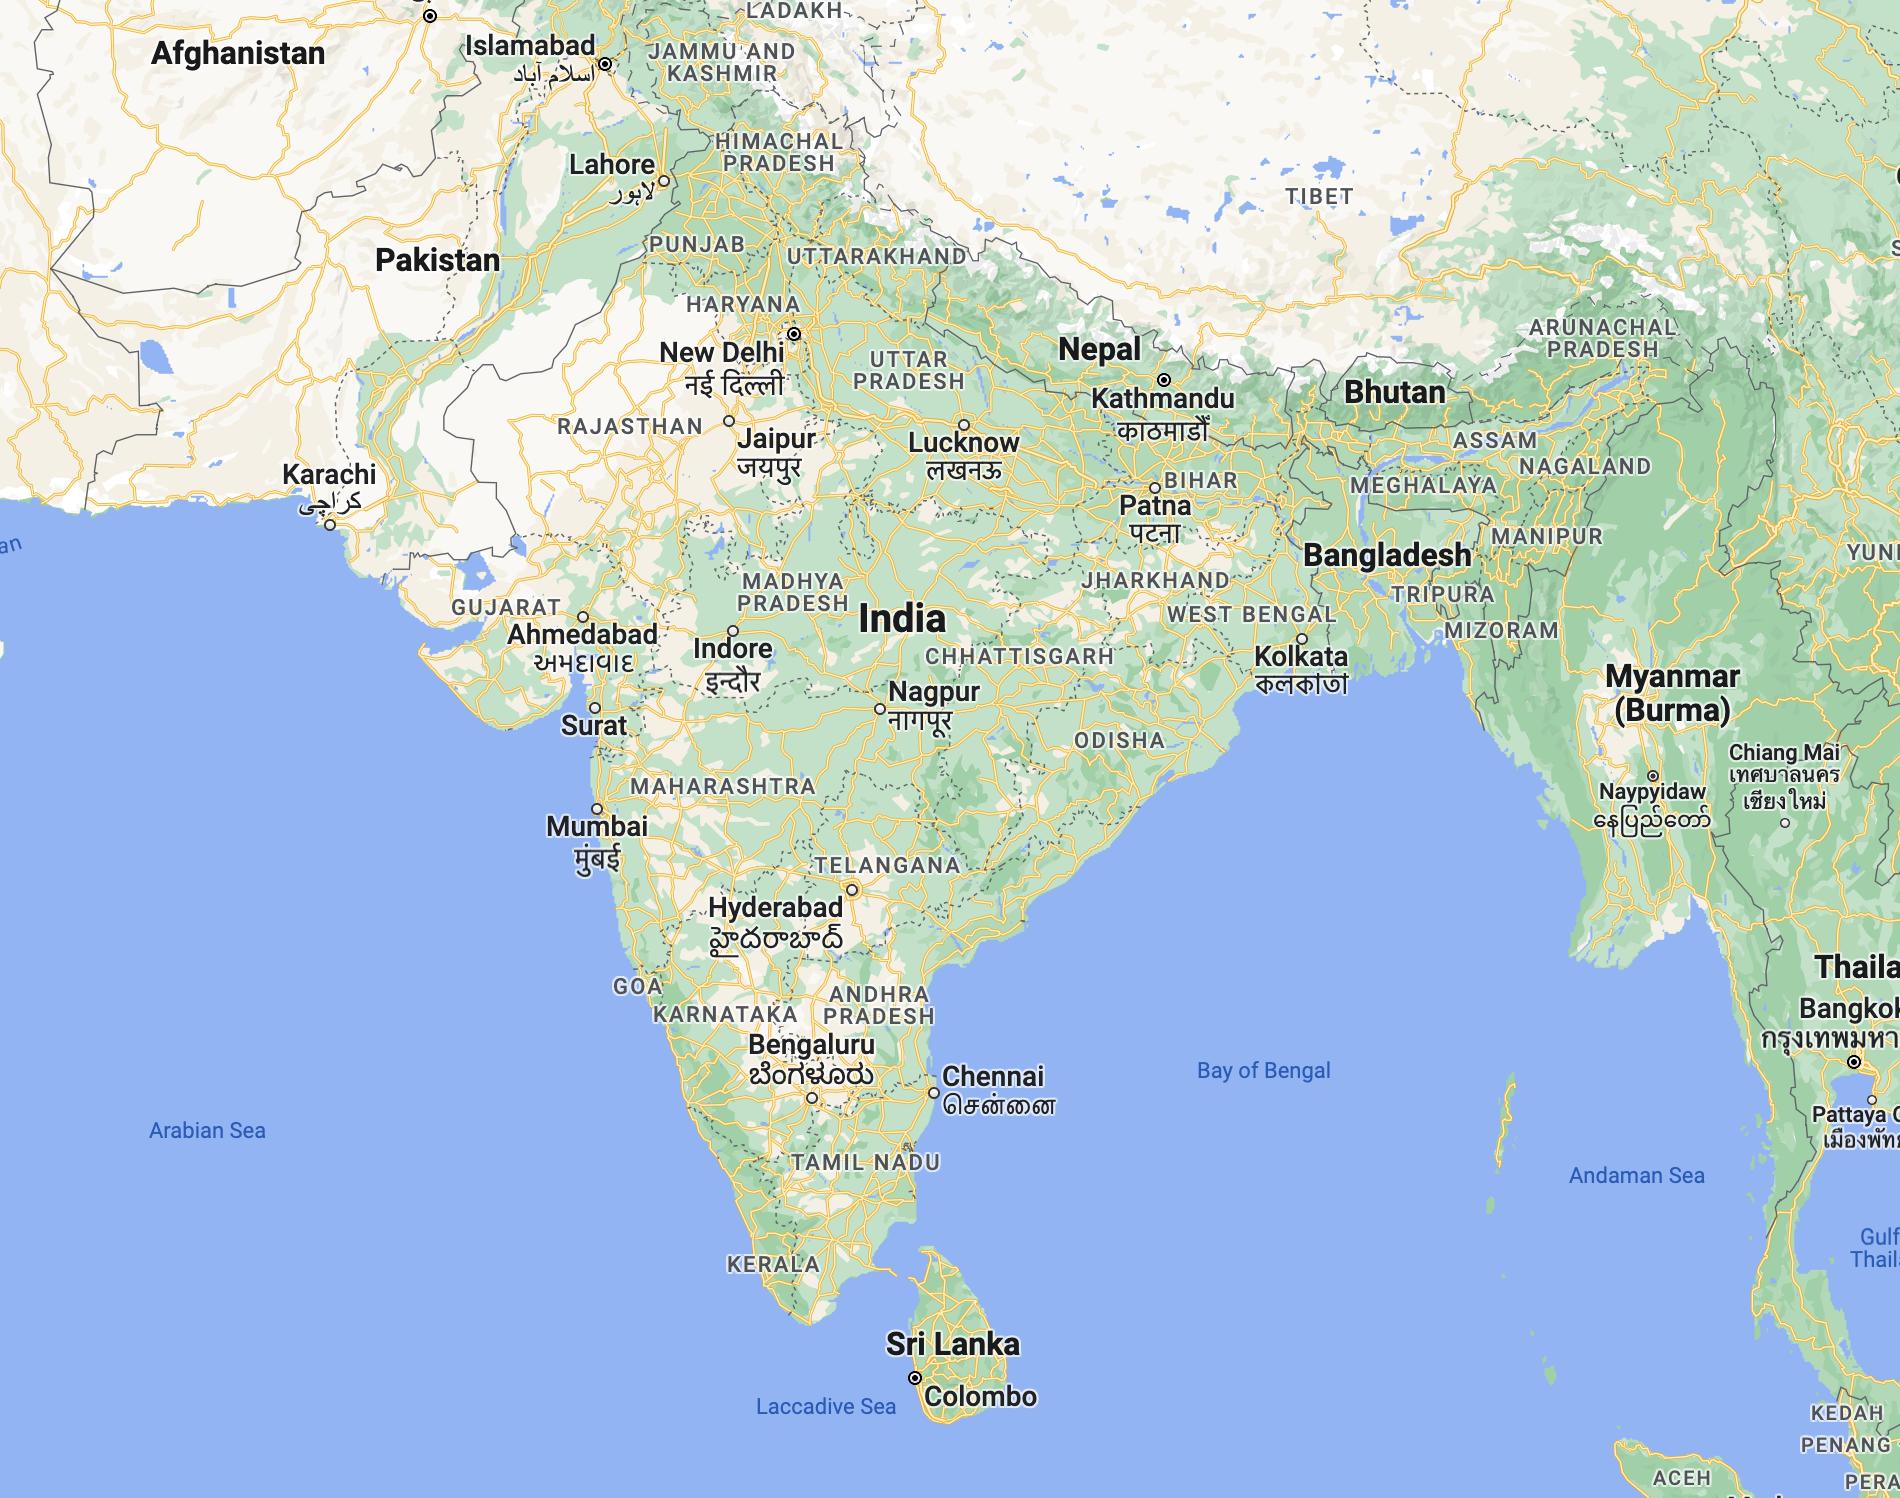 LADAKH
Afghanistan
Islamabad
اسلام آباد
JAMMU AND
KASHMIR
Lahore
لاہور
HIMACHAL
PRADESH
TIBET
Pakistan
PUNJAB
UTTARAKHAND
HARYANA
New Delhi
नई दिल्ली
UTTAR
PRADESH
Nepal
Kathmandu
काठमाडौँ
Bhutan
ARUNACHAL
PRADESH
RAJASTHAN
Jaipur
जयपुर
Lucknow
लखनऊ
ASSAM
NAGALAND
Karachi
کراچی
BIHAR
Patna
पटना
MEGHALAYA
MANIPUR
Bangladesh
MADHYA
PRADESH
India
JHARKHAND
TRIPURA
GUJARAT
Ahmedabad
અમદાવાદ
WEST BENGAL
MIZORAM
Indore
इन्दौर
CHHATTISGARH
Kolkata
কলকাতা
Nagpur
नागपूर
Myanmar
(Burma)
Surat
ODISHA
Chiang Mai
เทศบาลนคร
เชียงใหม่
MAHARASHTRA
Naypyidaw
နေပြည်တော်
Mumbai
मुंबई
TELANGANA
Hyderabad
హైదరాబాద్
Thaila
GOA
KARNATAKA
ANDHRA
PRADESH
Bangkok
กรุงเทพมหา
Bengaluru
ಬೆಂಗಳೂರು
Chennai
சென்னை
Bay of Bengal
Arabian Sea
Pattaya C
เมืองพัท
TAMIL NADU
Andaman Sea
Gulf
Thail
KERALA
Sri Lanka
Colombo
Laccadive Sea
KEDAH
PENANG
ACEH
PERA